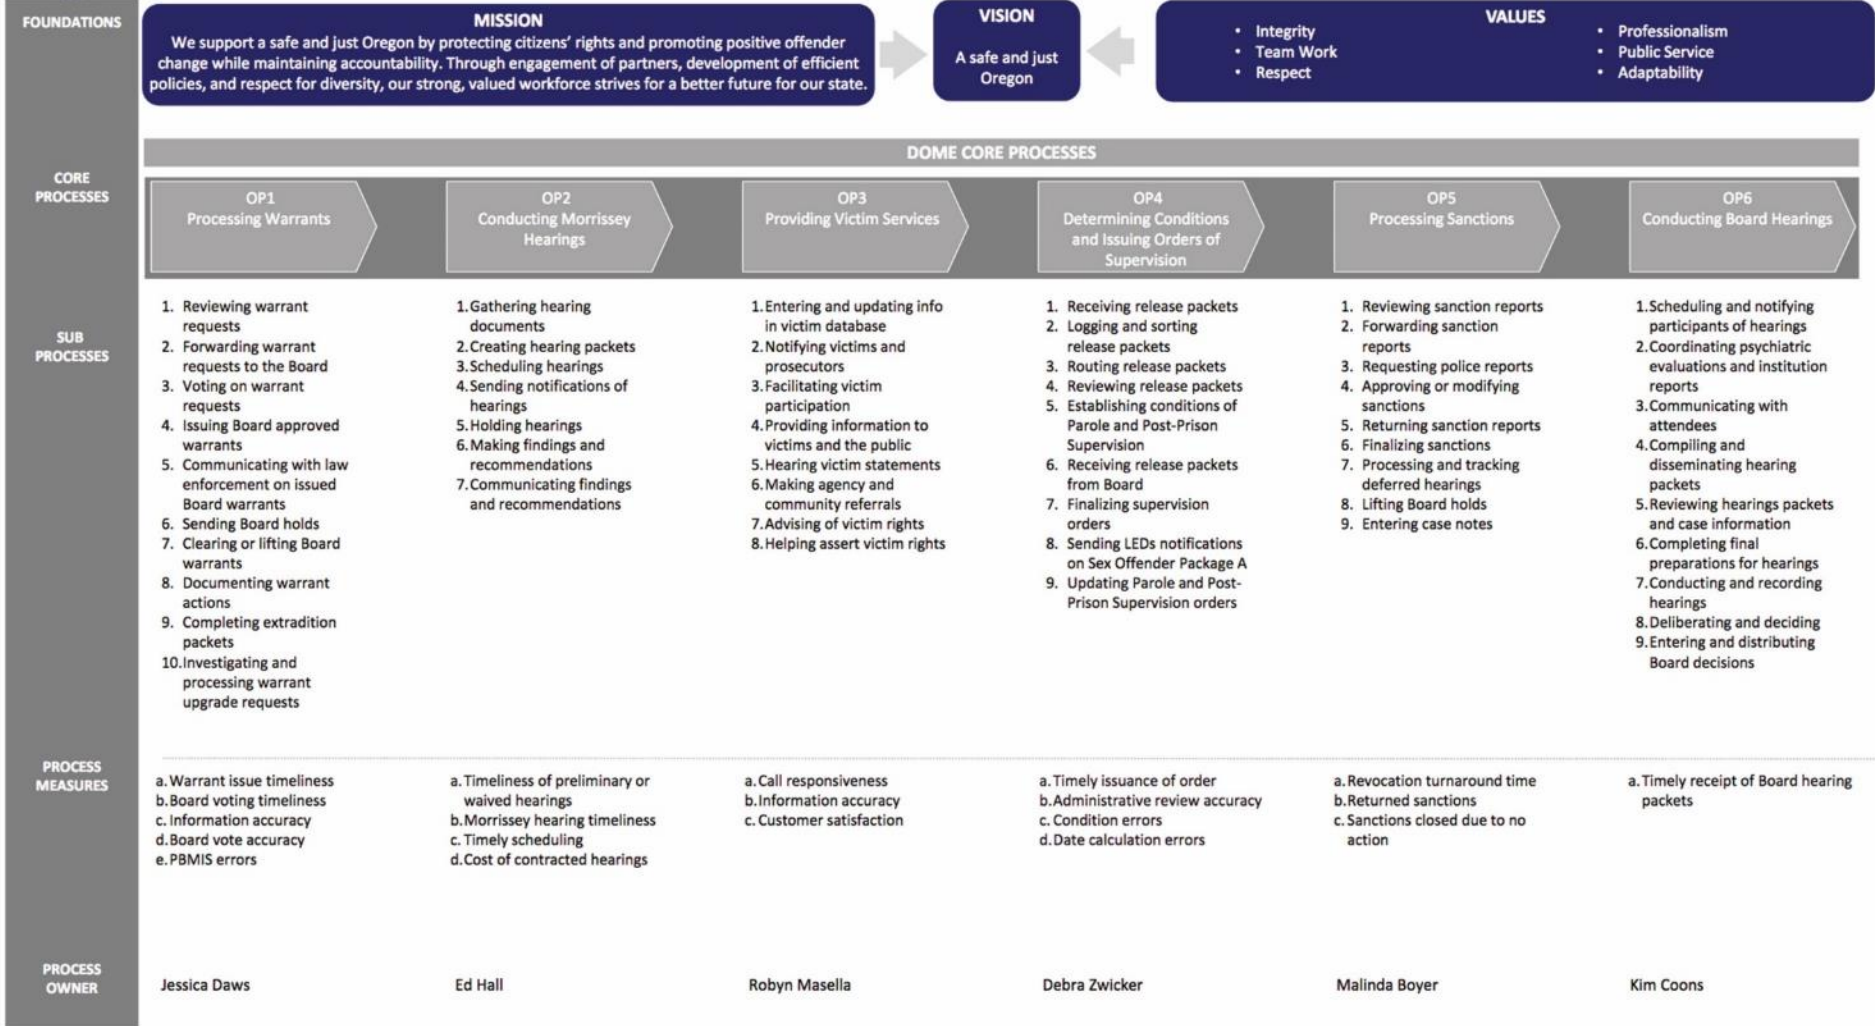 FOUNDATIONS
MISSION
We support a safe and just Oregon by protecting citizens' rights and promoting positive offender
change while maintaining accountability. Through engagement of partners, development of efficient
policies, and respect for diversity, our strong, valued workforce strives for a better future for our state.
VISION
A safe and just
Oregon
VALUES
• Integrity
• Team Work
• Respect
• Professionalism
• Public Service
• Adaptability
DOME CORE PROCESSES
CORE
PROCESSES
OP1
Processing Warrants
OP2
Conducting Morrissey
Hearings
OP3
Providing Victim Services
OP4
Determining Conditions
and Issuing Orders of
Supervision
OP5
Processing Sanctions
OP6
Conducting Board Hearings
SUB
PROCESSES
1. Reviewing warrant
requests
2. Forwarding warrant
requests to the Board
3. Voting on warrant
requests
4. Issuing Board approved
warrants
5. Communicating with law
enforcement on issued
Board warrants
6. Sending Board holds
7. Clearing or lifting Board
warrants
8. Documenting warrant
actions
9. Completing extradition
packets
10.Investigating and
processing warrant
upgrade requests
1.Gathering hearing
documents
2.Creating hearing packets
3.Scheduling hearings
4.Sending notifications of
hearings
5.Holding hearings
6.Making findings and
recommendations
7.Communicating findings
and recommendations
1.Entering and updating info
in victim database
2.Notifying victims and
prosecutors
3.Facilitating victim
participation
4.Providing information to
victims and the public
5.Hearing victim statements
6.Making agency and
community referrals
7.Advising of victim rights
8.Helping assert victim rights
1. Receiving release packets
2. Logging and sorting
release packets
3. Routing release packets
4. Reviewing release packets
5. Establishing conditions of
Parole and Post-Prison
Supervision
6. Receiving release packets
from Board
7. Finalizing supervision
orders
8. Sending LEDs notifications
on Sex Offender Package A
9. Updating Parole and Post-
Prison Supervision orders
1. Reviewing sanction reports
2. Forwarding sanction
reports
3. Requesting police reports
4. Approving or modifying
sanctions
5. Returning sanction reports
6. Finalizing sanctions
7. Processing and tracking
deferred hearings
8. Lifting Board holds
9. Entering case notes
1.Scheduling and notifying
participants of hearings
2.Coordinating psychiatric
evaluations and institution
reports
3.Communicating with
attendees
4.Compiling and
disseminating hearing
packets
5.Reviewing hearings packets
and case information
6.Completing final
preparations for hearings
7.Conducting and recording
hearings
8.Deliberating and deciding
9.Entering and distributing
Board decisions
PROCESS
MEASURES
a.Warrant issue timeliness
b.Board voting timeliness
c. Information accuracy
d.Board vote accuracy
e.PBMIS errors
a.Timeliness of preliminary or
waived hearings
b.Morrissey hearing timeliness
c. Timely scheduling
d.Cost of contracted hearings
a.Call responsiveness
b.Information accuracy
c. Customer satisfaction
a.Timely issuance of order
b.Administrative review accuracy
c. Condition errors
d.Date calculation errors
a.Revocation turnaround time
b.Returned sanctions
c. Sanctions closed due to no
action
a.Timely receipt of Board hearing
packets
PROCESS
OWNER
Jessica Daws
Ed Hall
Robyn Masella
Debra Zwicker
Malinda Boyer
Kim Coons